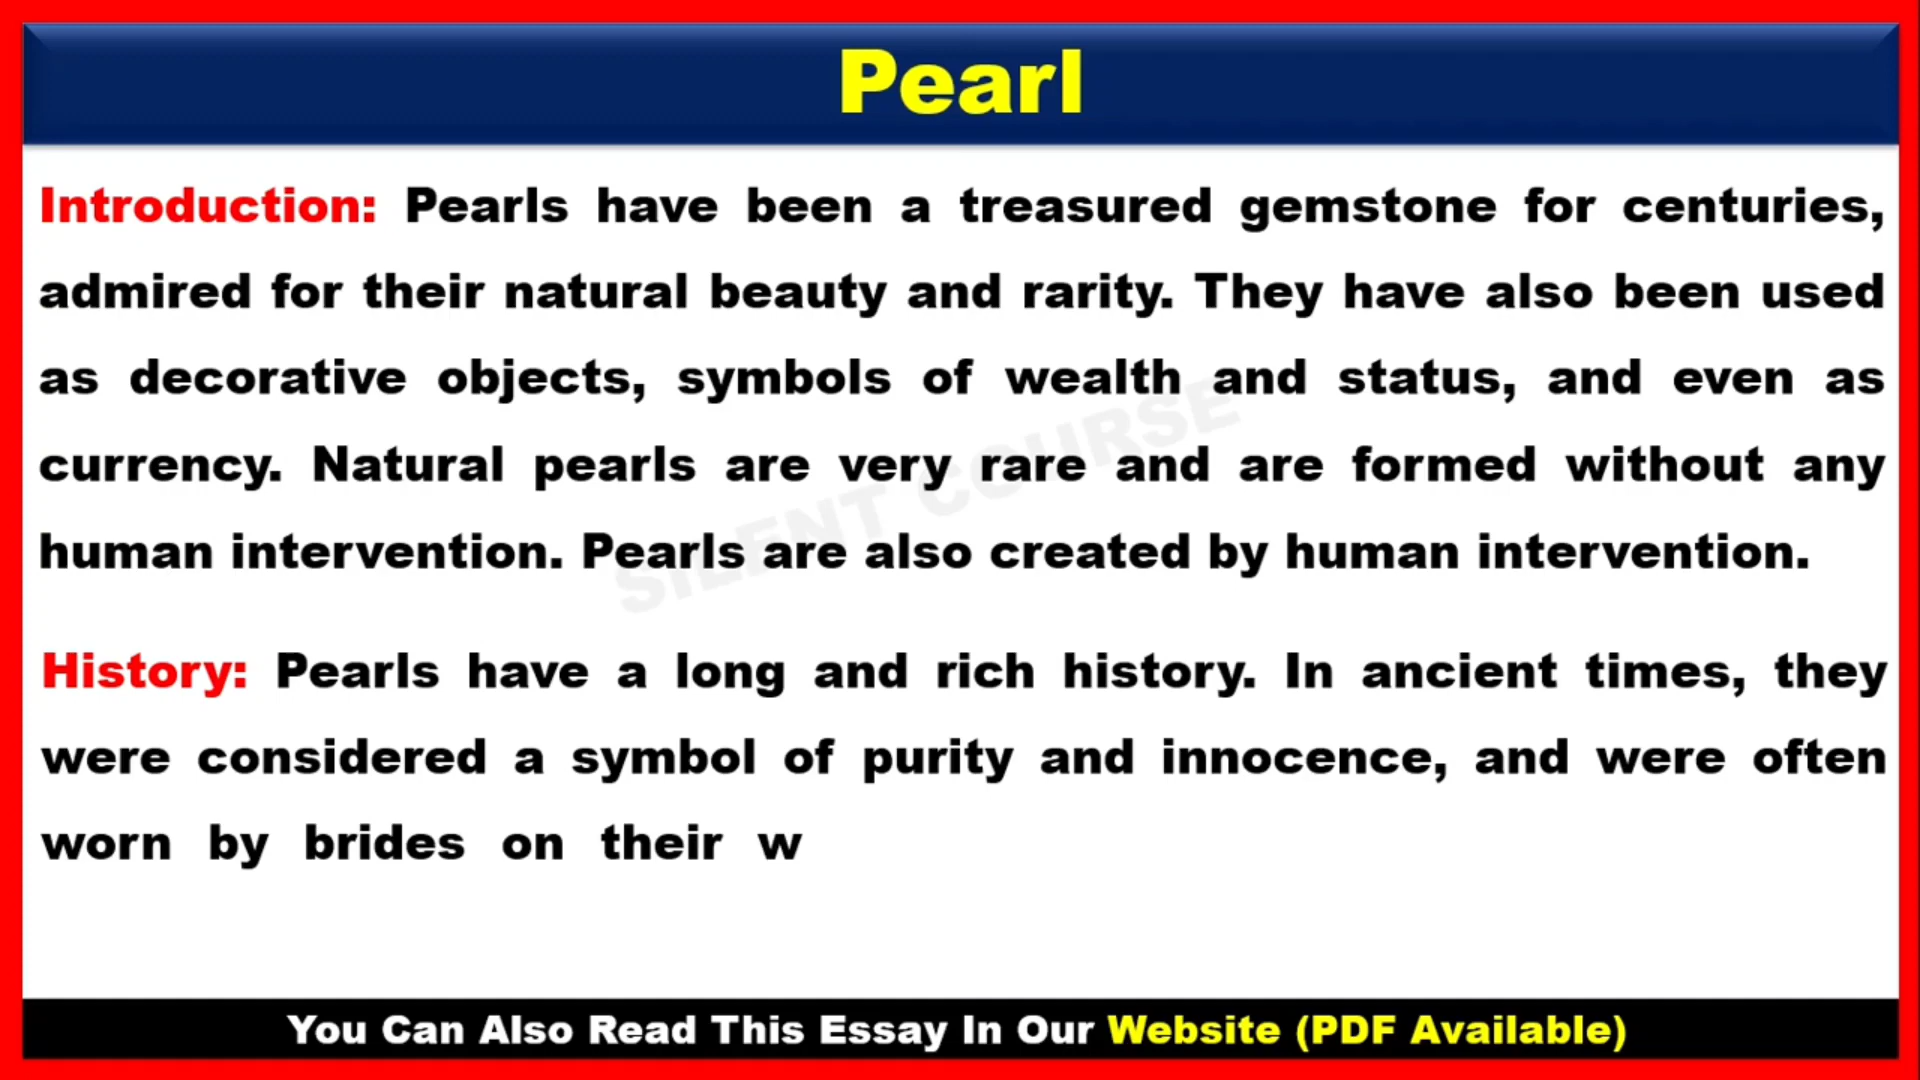 Pearl
Introduction: Pearls have been a treasured gemstone for centuries,
admired for their natural beauty and rarity. They have also been used
as decorative objects, symbols of wealth and status, and even as
currency. Natural pearls are very rare and are formed without any
human intervention. Pearls are also created by human intervention.
SILENT COURSE
History: Pearls have a long and rich history. In ancient times, they
were considered a symbol of purity and innocence, and were often
worn by brides on their w
You Can Also Read This Essay In Our Website (PDF Available)